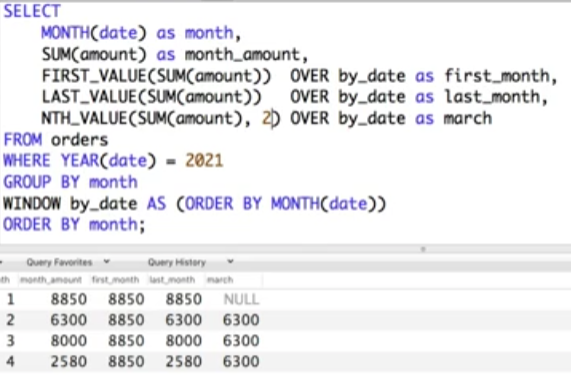 SELECT
MONTH(date) as month,
SUM(amount) as month_amount,
FIRST_VALUE(SUM(amount)) OVER by_date as first_month,
LAST_VALUE(SUM(amount)) OVER by_date as last_month,
NTH_VALUE(SUM(amount), 2) OVER by_date as march
FROM orders
WHERE YEAR(date) = 2021
GROUP BY month
WINDOW by_date AS (ORDER BY MONTH(date))
ORDER BY month;
Query Favorites Query History
th month_amount first_month last_month march
1 8850 8850 8850 NULL
2 6300 8850 6300 6300
3 8000 8850 8000 6300
4 2580 8850 2580 6300